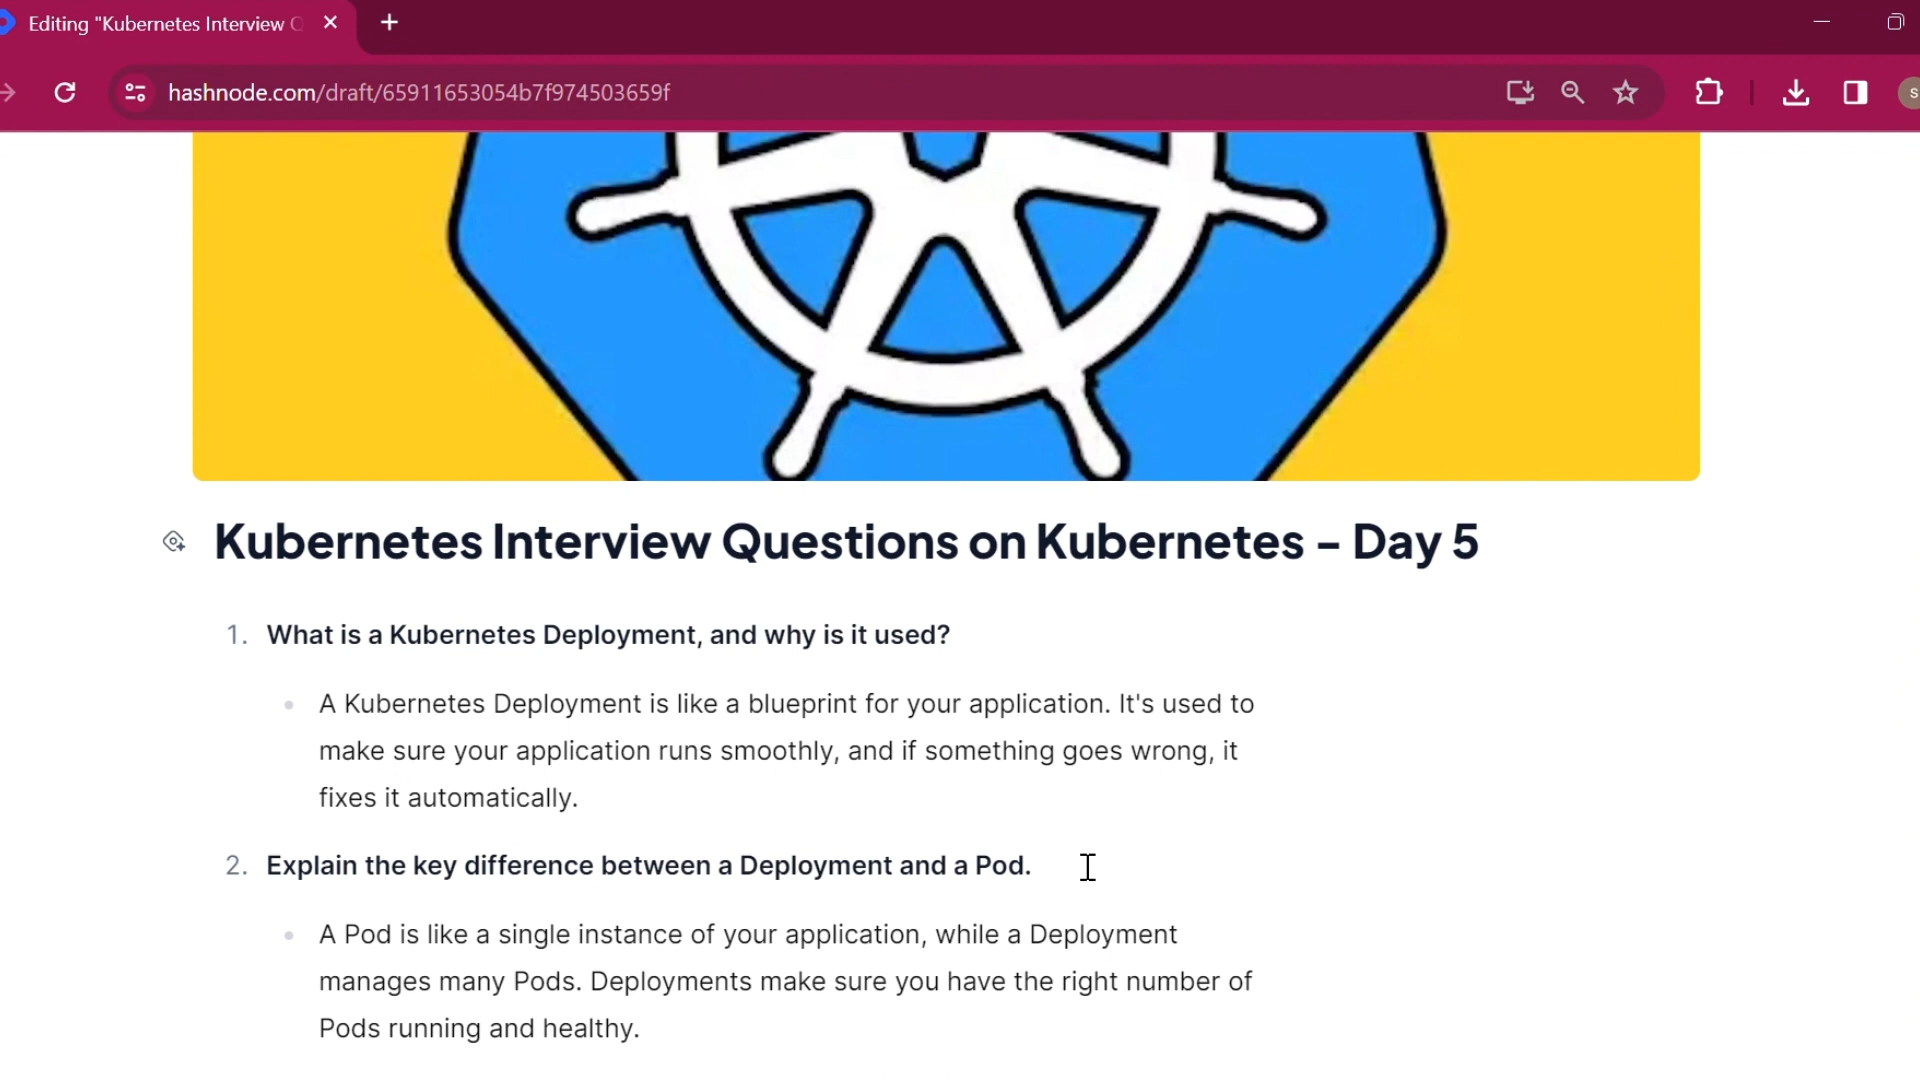 Editing "Kubernetes Interview Q
hashnode.com/draft/65911653054b7f974503659f
S
Kubernetes Interview Questions on Kubernetes – Day 5
1. What is a Kubernetes Deployment, and why is it used?
A Kubernetes Deployment is like a blueprint for your application. It's used to
make sure your application runs smoothly, and if something goes wrong, it
fixes it automatically.
2. Explain the key difference between a Deployment and a Pod.
A Pod is like a single instance of your application, while a Deployment
manages many Pods. Deployments make sure you have the right number of
Pods running and healthy.